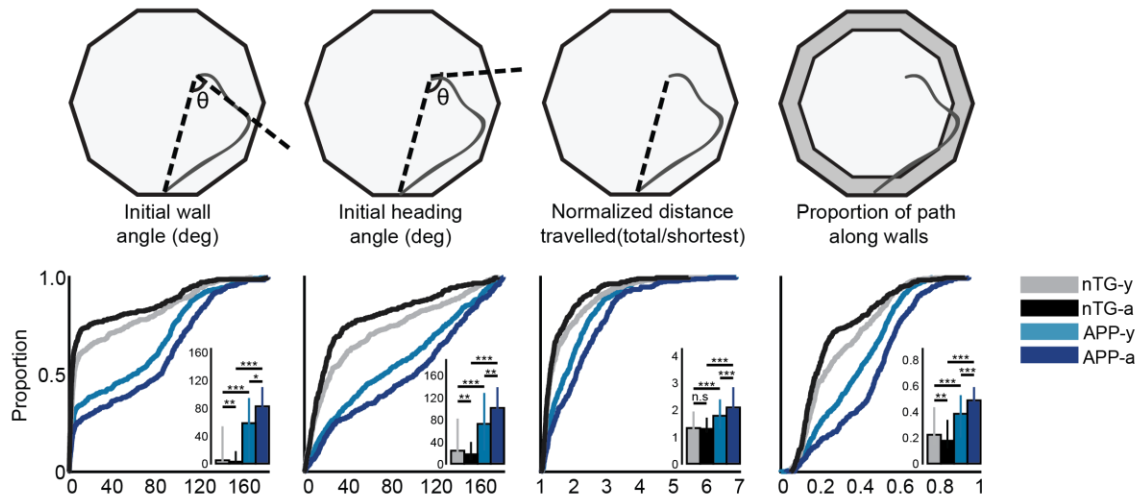 θ
θ
Initial wall
angle (deg)
Initial heading
angle (deg)
Normalized distance
travelled(total/shortest)
Proportion of path
along walls
Proportion
1.0
0.5
0
0 40 80 120 160
160
120
80
40
0
***
***
*
**
0 40 80 120 160
160
120
80
40
0
***
***
**
**
1 2 3 4 5 6 7
4
3
2
1
0
***
***
***
n.s
0 0.2 0.4 0.6 0.8 1
0.8
0.6
0.4
0.2
0
***
***
***
**
nTG-y
nTG-a
APP-y
APP-a